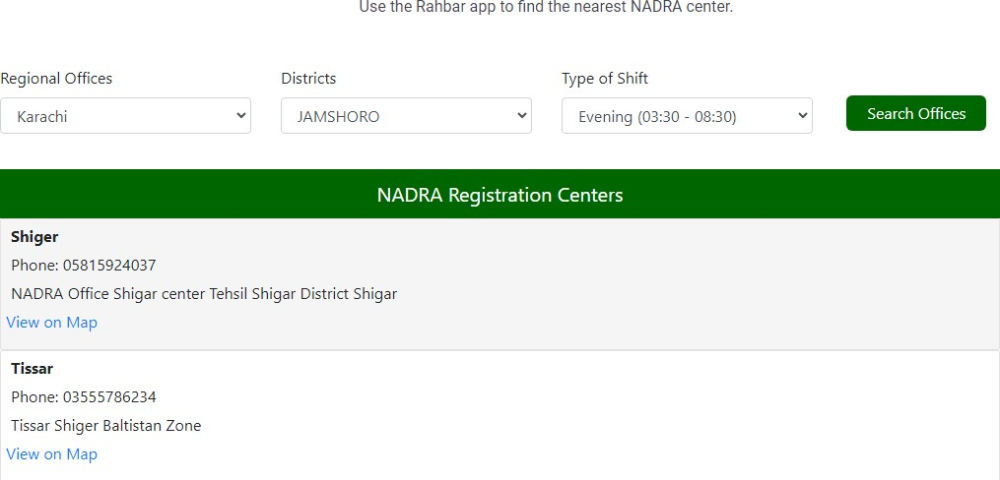 Use the Rahbar app to find the nearest NADRA center.
Regional Offices Districts Type of Shift
Karachi JAMSHORO Evening (03:30 - 08:30) Search Offices
NADRA Registration Centers
Shiger
Phone: 05815924037
NADRA Office Shigar center Tehsil Shigar District Shigar
View on Map
Tissar
Phone: 03555786234
Tissar Shiger Baltistan Zone
View on Map